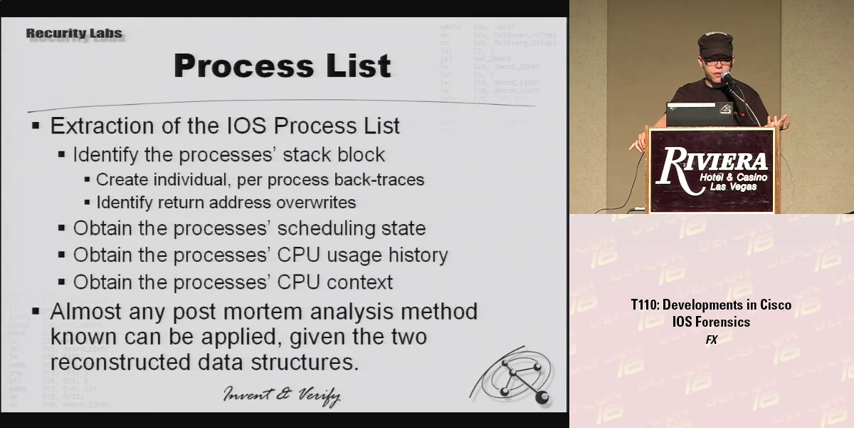 Recurity Labs
Process List
▪ Extraction of the IOS Process List
▪ Identify the processes' stack block
▪ Create individual, per process back-traces
▪ Identify return address overwrites
▪ Obtain the processes' scheduling state
▪ Obtain the processes' CPU usage history
▪ Obtain the processes' CPU context
▪ Almost any post mortem analysis method
known can be applied, given the two
reconstructed data structures.
Invent & Verify
RIVIERA
Hotel & Casino
Las Vegas
T110: Developments in Cisco
IOS Forensics
FX